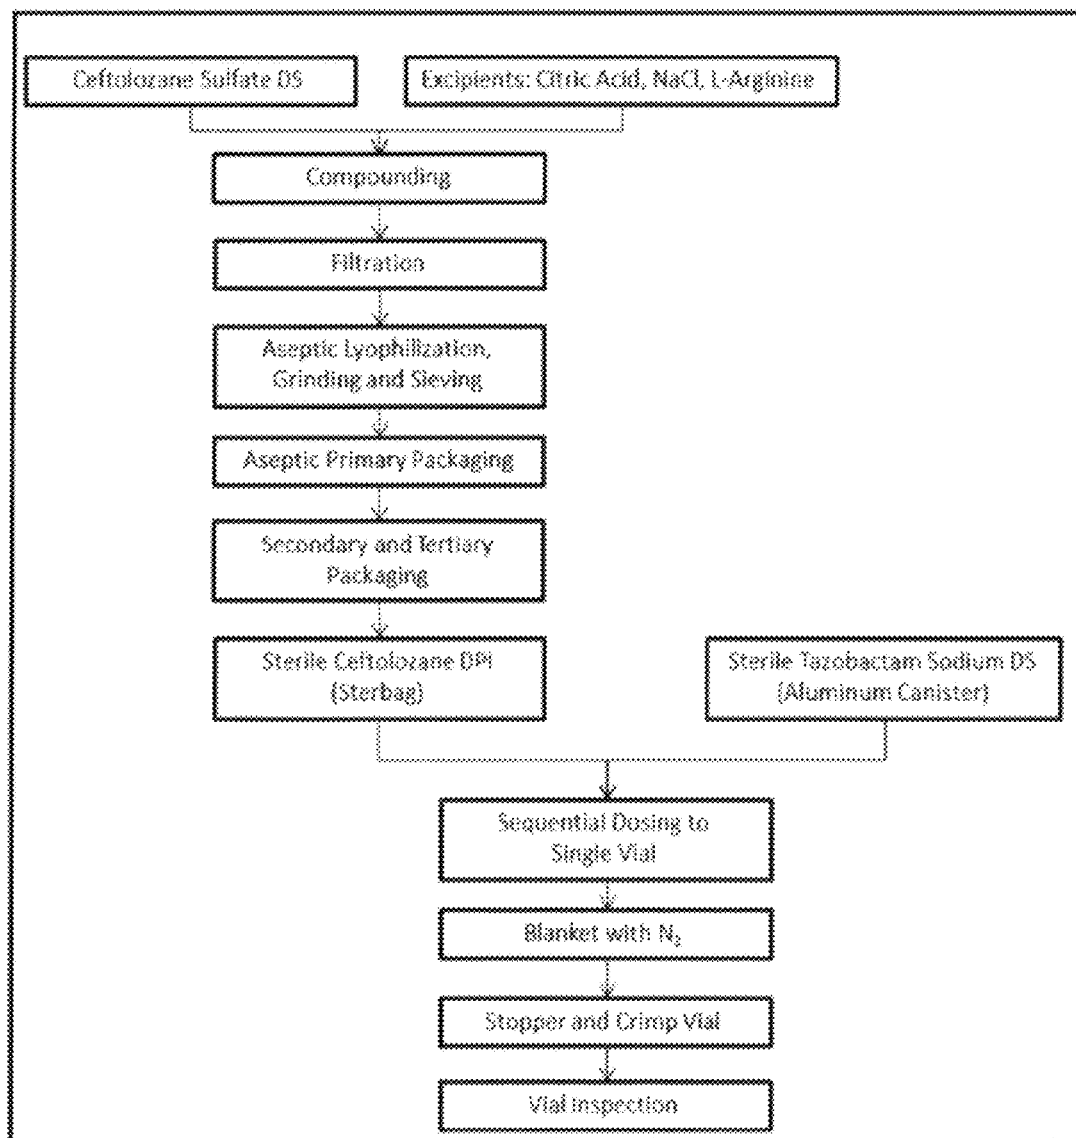 Ceftolozane Sulfate DS
Excipients: Citric Acid, NaCl, L-Arginine
Compounding
Filtration
Aseptic Lyophilization,
Grinding and Sieving
Aseptic Primary Packaging
Secondary and Tertiary
Packaging
Sterile Ceftolozane DPI
(Sterbag)
Sterile Tazobactam Sodium DS
(Aluminum Canister)
Sequential Dosing to
Single Vial
Blanket with N₂
Stopper and Crimp Vial
Vial Inspection